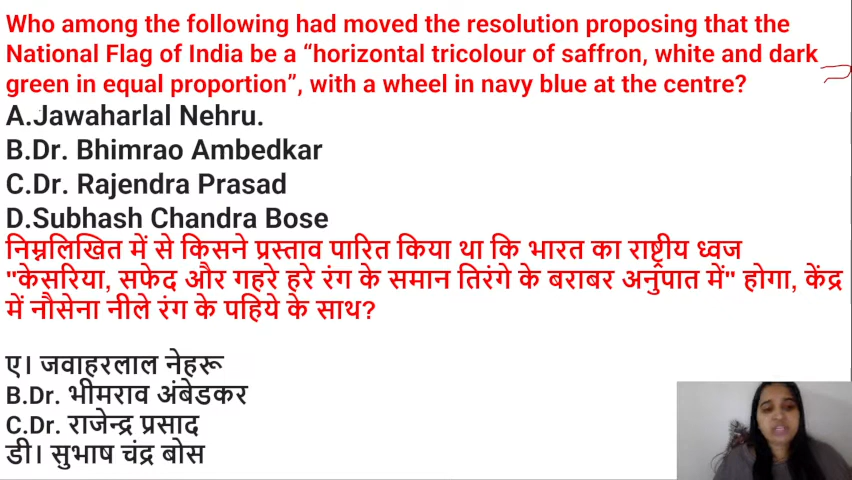 Who among the following had moved the resolution proposing that the
National Flag of India be a “horizontal tricolour of saffron, white and dark
green in equal proportion”, with a wheel in navy blue at the centre?
A.Jawaharlal Nehru.
B.Dr. Bhimrao Ambedkar
C.Dr. Rajendra Prasad
D.Subhash Chandra Bose
निम्नलिखित में से किसने प्रस्ताव पारित किया था कि भारत का राष्ट्रीय ध्वज
"केसरिया, सफेद और गहरे हरे रंग के समान तिरंगे के बराबर अनुपात में" होगा, केंद्र
में नौसेना नीले रंग के पहिये के साथ?
ए। जवाहरलाल नेहरू
B.Dr. भीमराव अंबेडकर
C.Dr. राजेन्द्र प्रसाद
डी। सुभाष चंद्र बोस